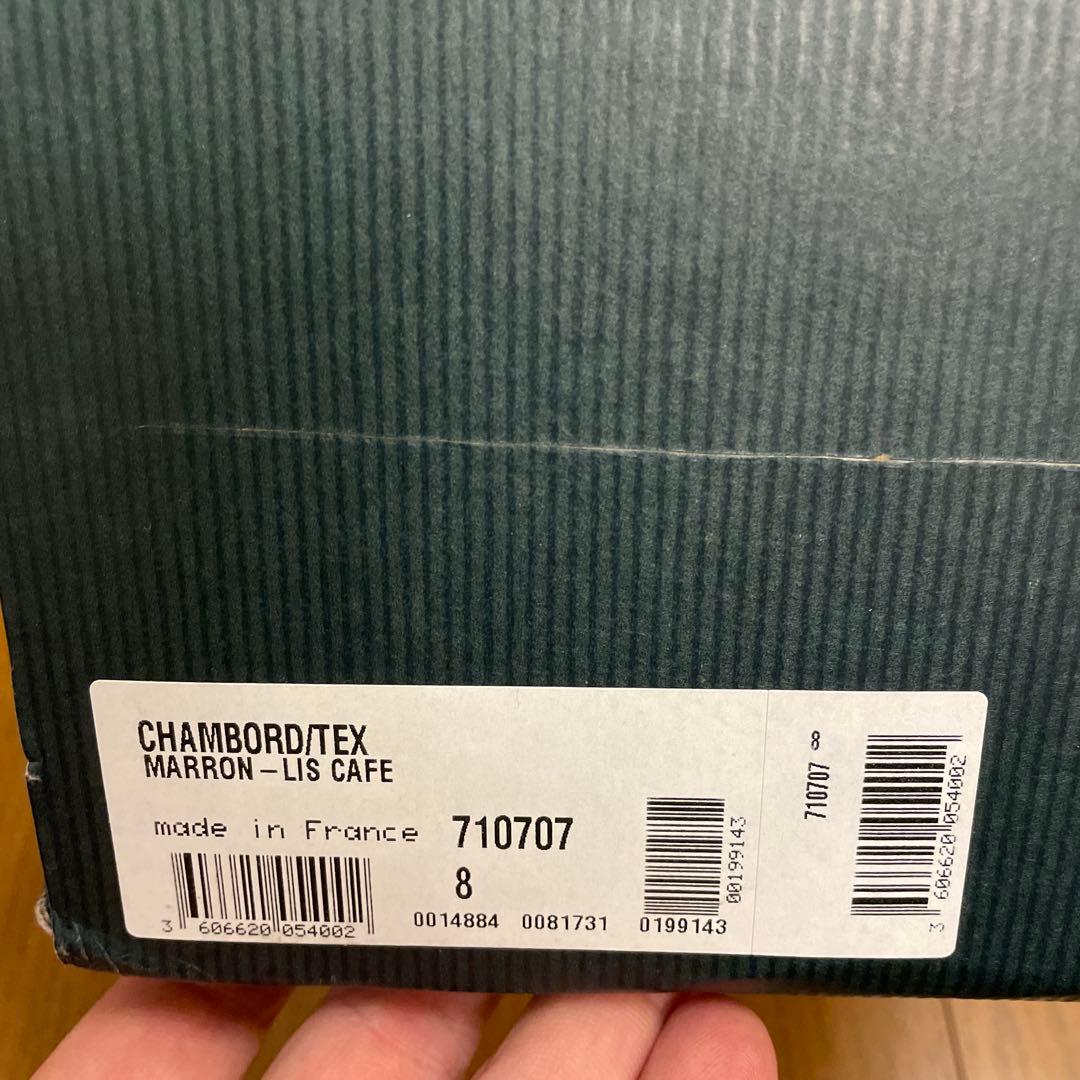 CHAMBORD/TEX
MARRON-LIS CAFE
made in France 710707
8
3 606620 054002
0014884 0081731 0199143
00199143
710707 8
3 606620 054002